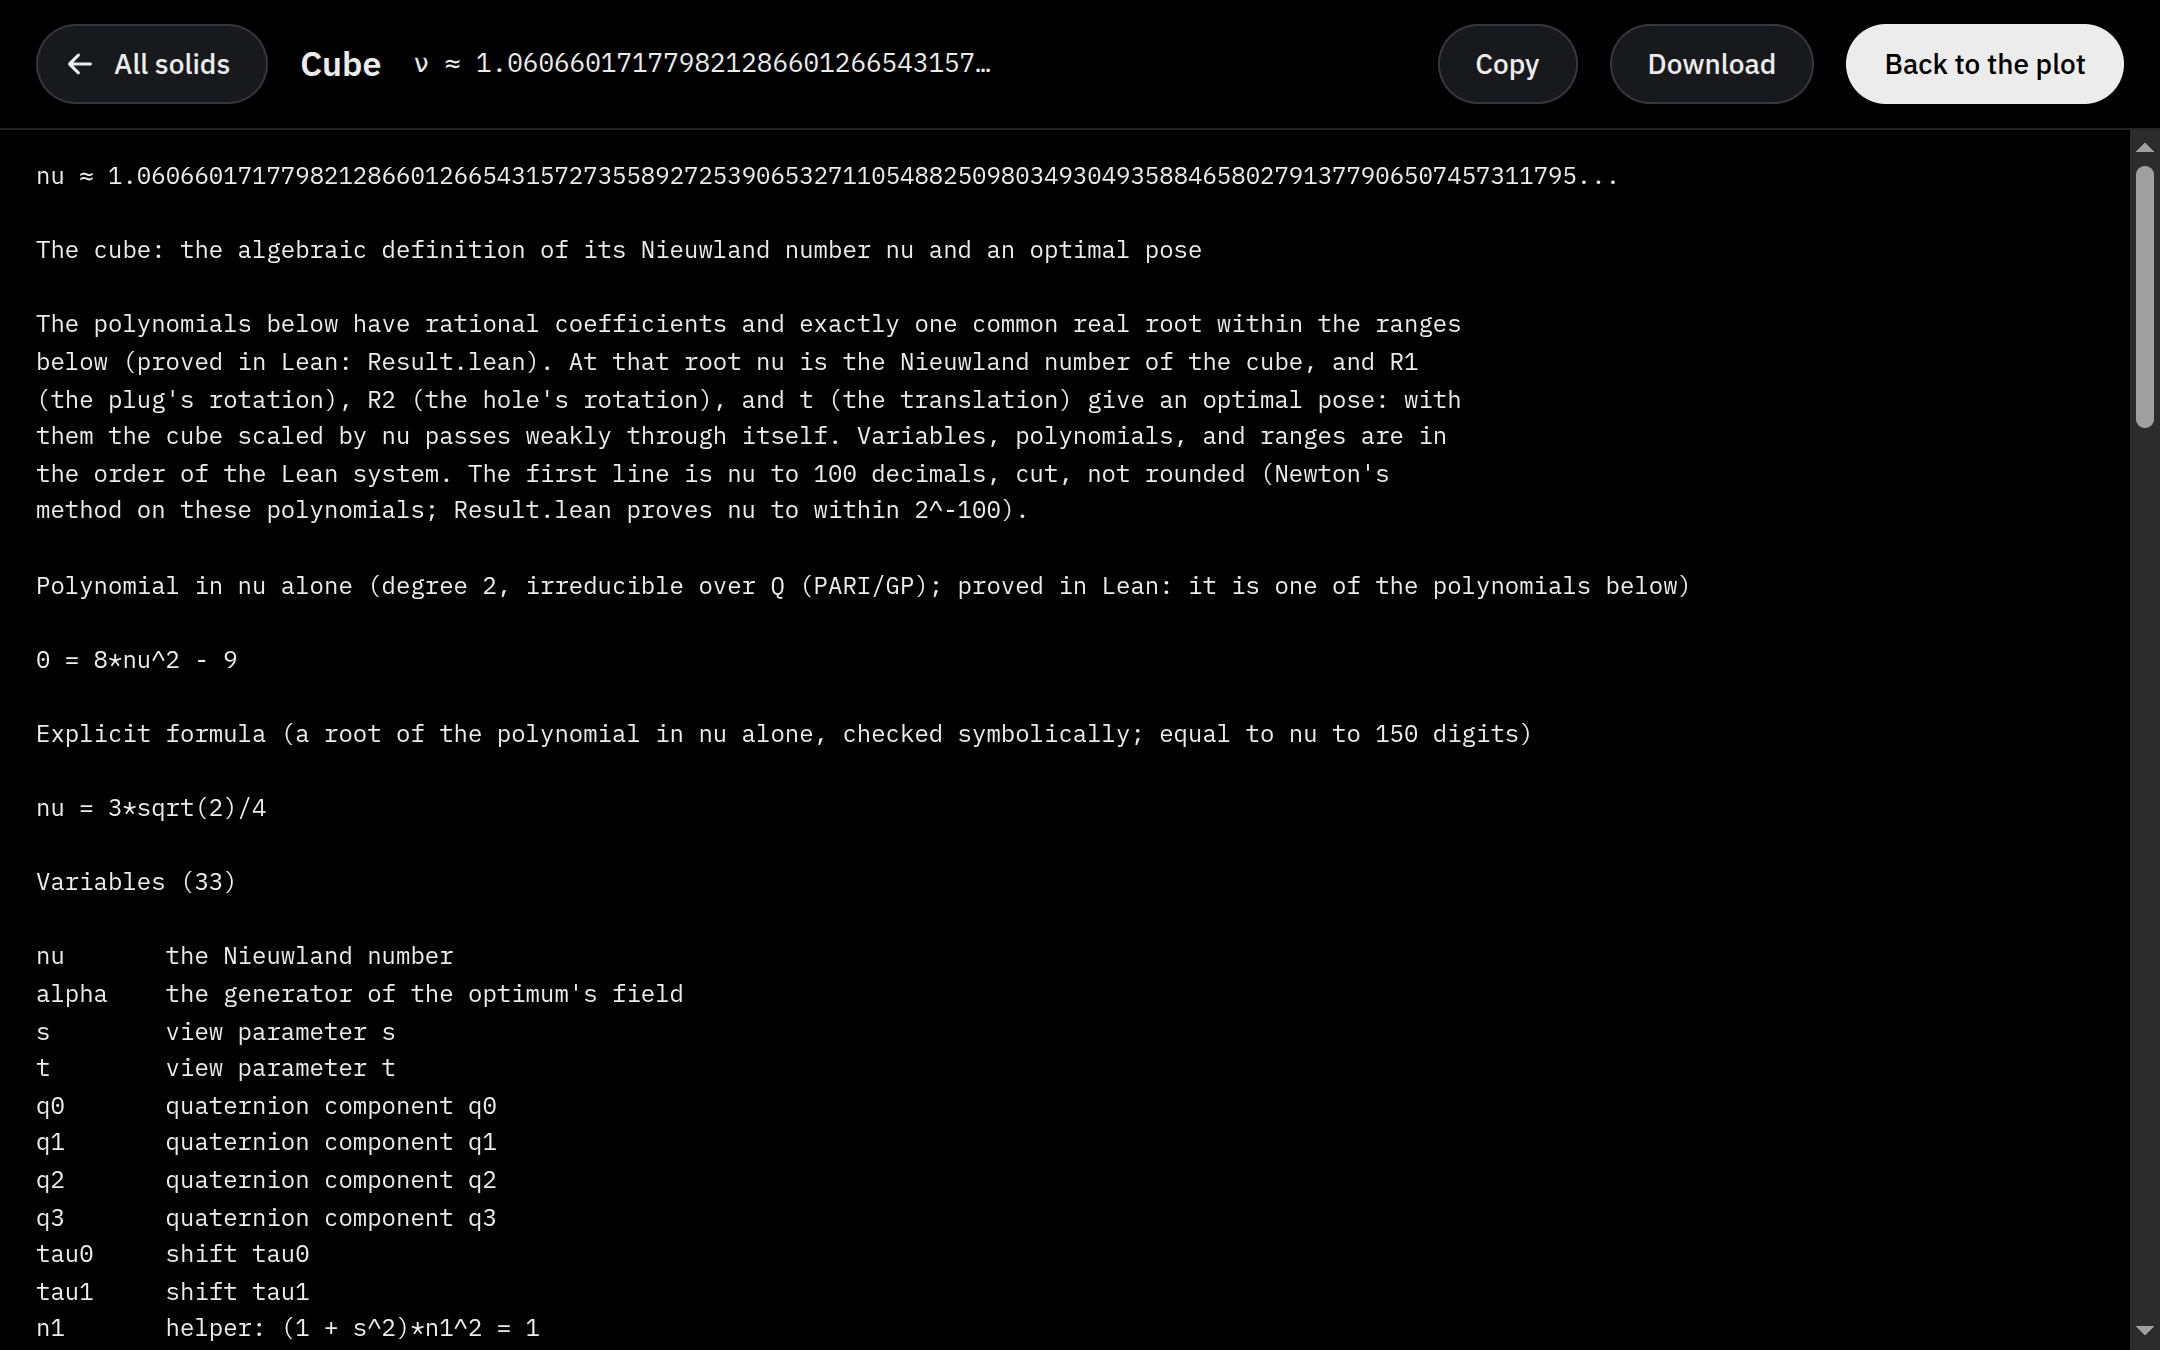 All solids
Cube ν ≈ 1.060660171779821286601266543157…
Copy
Download
Back to the plot
nu ≈ 1.0606601717798212866012665431572735589272539065327110548825098034930493588465802791377906507457311795...
The cube: the algebraic definition of its Nieuwland number nu and an optimal pose
The polynomials below have rational coefficients and exactly one common real root within the ranges
below (proved in Lean: Result.lean). At that root nu is the Nieuwland number of the cube, and R1
(the plug's rotation), R2 (the hole's rotation), and t (the translation) give an optimal pose: with
them the cube scaled by nu passes weakly through itself. Variables, polynomials, and ranges are in
the order of the Lean system. The first line is nu to 100 decimals, cut, not rounded (Newton's
method on these polynomials; Result.lean proves nu to within 2^-100).
Polynomial in nu alone (degree 2, irreducible over Q (PARI/GP); proved in Lean: it is one of the polynomials below)
0 = 8*nu^2 - 9
Explicit formula (a root of the polynomial in nu alone, checked symbolically; equal to nu to 150 digits)
nu = 3*sqrt(2)/4
Variables (33)
nu the Nieuwland number
alpha the generator of the optimum's field
s view parameter s
t view parameter t
q0 quaternion component q0
q1 quaternion component q1
q2 quaternion component q2
q3 quaternion component q3
tau0 shift tau0
tau1 shift tau1
n1 helper: (1 + s^2)*n1^2 = 1